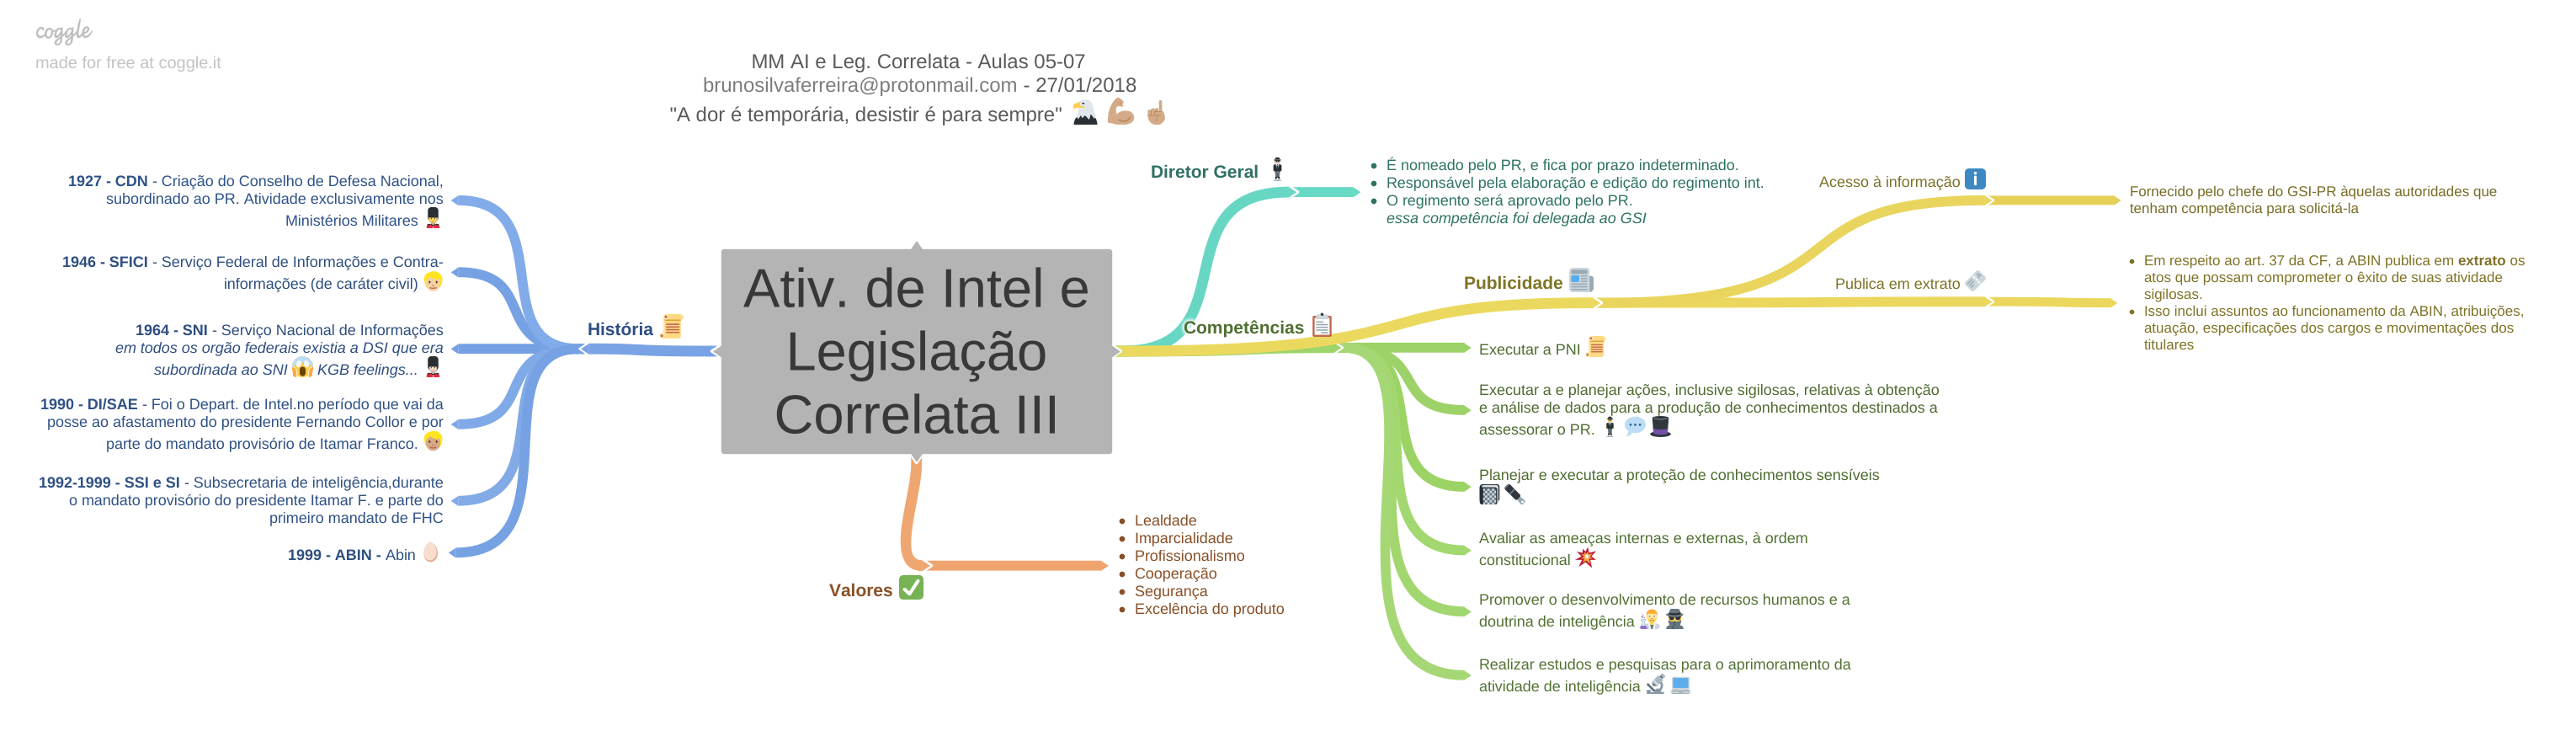 coggle
made for free at coggle.it
MM AI e Leg. Correlata - Aulas 05-07
brunosilvaferreira@protonmail.com - 27/01/2018
"A dor é temporária, desistir é para sempre"
1927 - CDN - Criação do Conselho de Defesa Nacional,
subordinado ao PR. Atividade exclusivamente nos
Ministérios Militares
1946 - SFICI - Serviço Federal de Informações e Contra-
informações (de caráter civil)
1964 - SNI - Serviço Nacional de Informações
em todos os orgão federais existia a DSI que era
subordinada ao SNI KGB feelings...
1990 - DI/SAE - Foi o Depart. de Intel.no período que vai da
posse ao afastamento do presidente Fernando Collor e por
parte do mandato provisório de Itamar Franco.
1992-1999 - SSI e SI - Subsecretaria de inteligência,durante
o mandato provisório do presidente Itamar F. e parte do
primeiro mandato de FHC
1999 - ABIN - Abin
História
Ativ. de Intel e
Legislação
Correlata III
Valores
Lealdade
Imparcialidade
Profissionalismo
Cooperação
Segurança
Excelência do produto
Diretor Geral
É nomeado pelo PR, e fica por prazo indeterminado.
Responsável pela elaboração e edição do regimento int.
O regimento será aprovado pelo PR.
essa competência foi delegada ao GSI
Publicidade
Acesso à informação
Fornecido pelo chefe do GSI-PR àquelas autoridades que
tenham competência para solicitá-la
Publica em extrato
Em respeito ao art. 37 da CF, a ABIN publica em extrato os
atos que possam comprometer o êxito de suas atividade
sigilosas.
Isso inclui assuntos ao funcionamento da ABIN, atribuições,
atuação, especificações dos cargos e movimentações dos
titulares
Competências
Executar a PNI
Executar a e planejar ações, inclusive sigilosas, relativas à obtenção
e análise de dados para a produção de conhecimentos destinados a
assessorar o PR.
Planejar e executar a proteção de conhecimentos sensíveis
Avaliar as ameaças internas e externas, à ordem
constitucional
Promover o desenvolvimento de recursos humanos e a
doutrina de inteligência
Realizar estudos e pesquisas para o aprimoramento da
atividade de inteligência